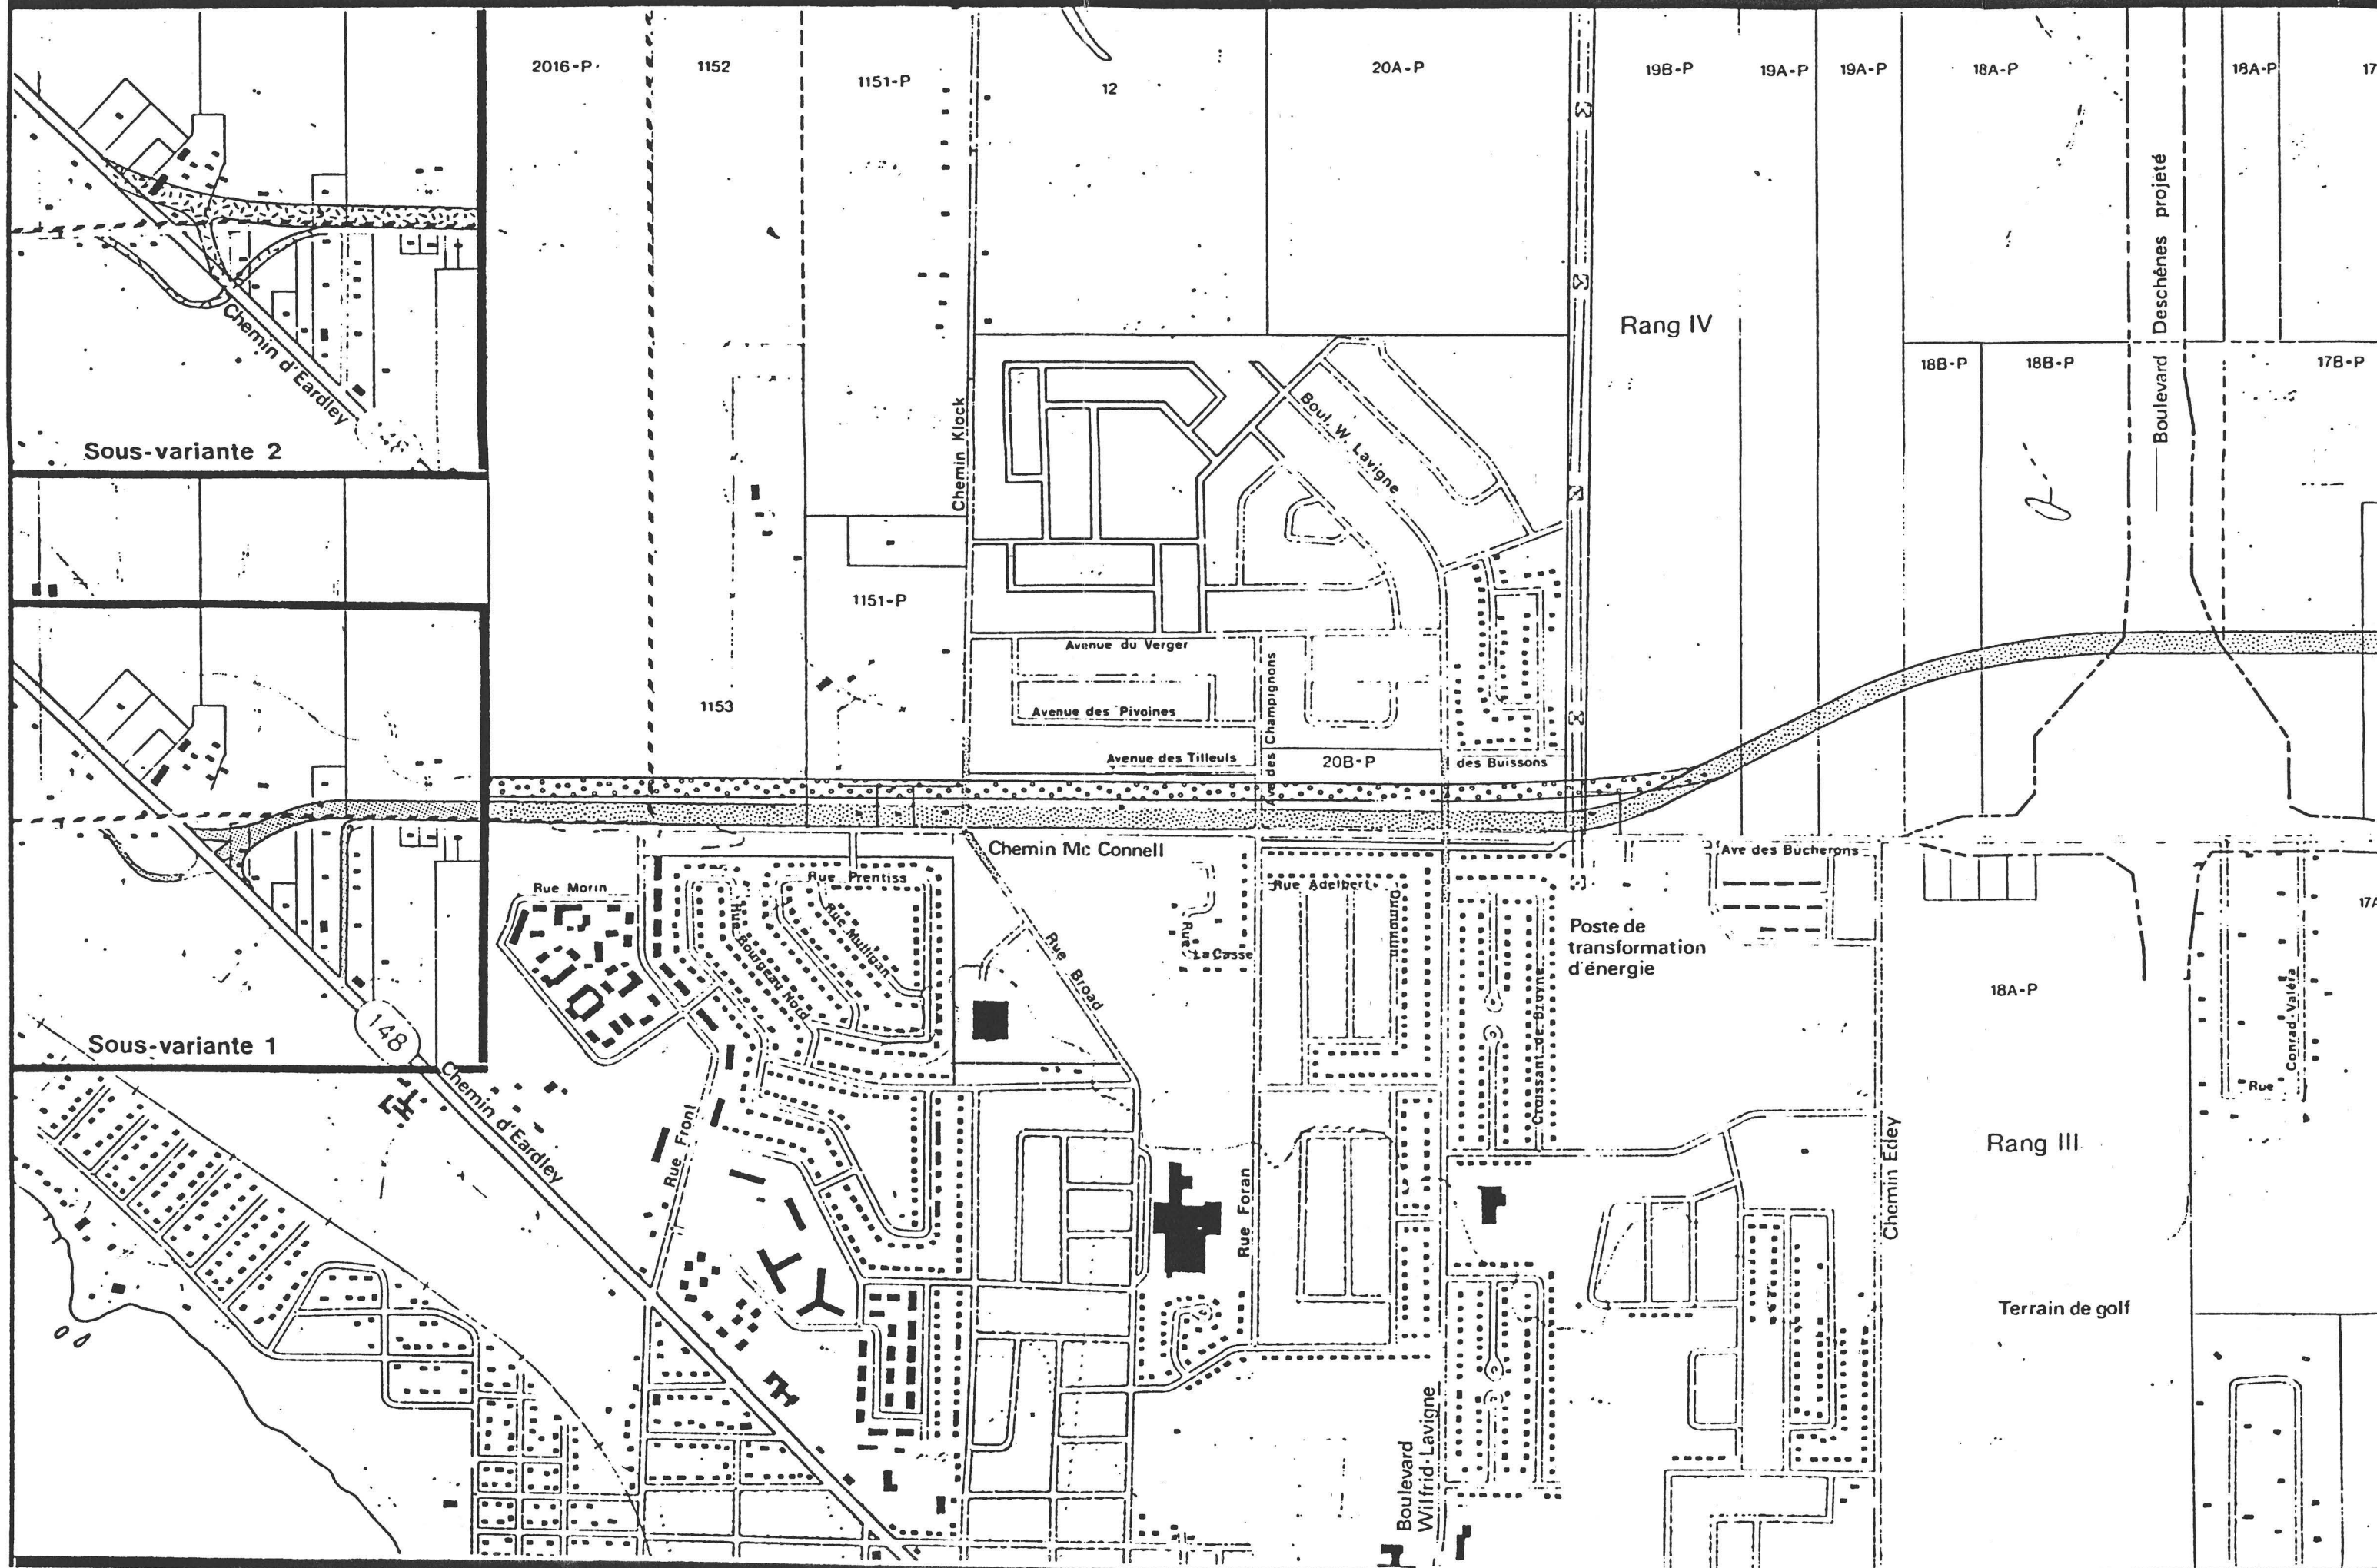 2016-P
1152
1151-P
12
20A-P
19B-P
19A-P
19A-P
18A-P
18A-P
17
Boulevard Deschênes projeté
Rang IV
18B-P
18B-P
17B-P
Chemin d'Eardley
148
Sous-variante 2
Chemin Klock
Boul. W. Lavigne
1151-P
1153
Avenue du Verger
Avenue des Pivoines
Ave des Champignons
Avenue des Tilleuls
20B-P
des Buissons
Chemin Mc Connell
Ave des Bucherons
Rue Morin
Rue Prentiss
Rue Adelbert
Rue Bourgeau Nord
Rue Mulligan
Rue Broad
Rue
La Casse
Poste de
transformation
d'énergie
17A
18A-P
Croissant de Bruyne
Conrad-Valéra
Rue
Sous-variante 1
148
Chemin d'Eardley
Rue Front
Rue Foran
Chemin Edey
Rang III
Terrain de golf
Boulevard
Wilfrid-Lavigne